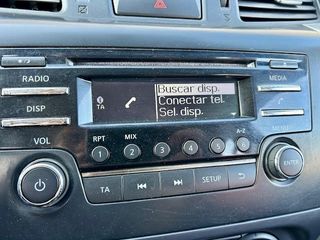 RADIO
MEDIA
DISP
TA
Buscar disp.
Conectar tel.
Sel. disp.
VOL
RPT
MIX
A-Z
MENU
1
2
3
4
5
6
ENTER
TA
SETUP